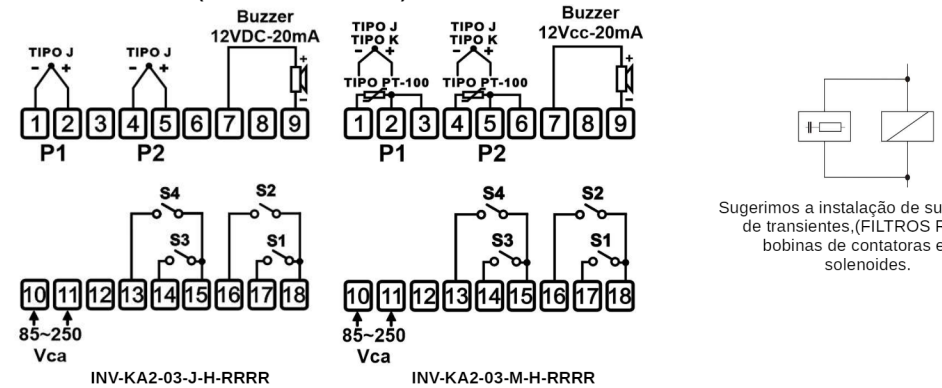 Buzzer
12VDC-20mA
TIPO J
- +
TIPO J
- +
+
-
1 2 3 4 5 6 7 8 9
P1 P2
S4 S2
S3 S1
10 11 12 13 14 15 16 17 18
85~250
Vca
INV-KA2-03-J-H-RRRR
Buzzer
12Vcc-20mA
TIPO J
TIPO K
- +
TIPO J
TIPO K
- +
TIPO PT-100
+
-
1 2 3 4 5 6 7 8 9
P1 P2
S4 S2
S3 S1
10 11 12 13 14 15 16 17 18
85~250
Vca
INV-KA2-03-M-H-RRRR
Sugerimos a instalação de
de transientes,(FILTROS
bobinas de contatoras
solenoides.